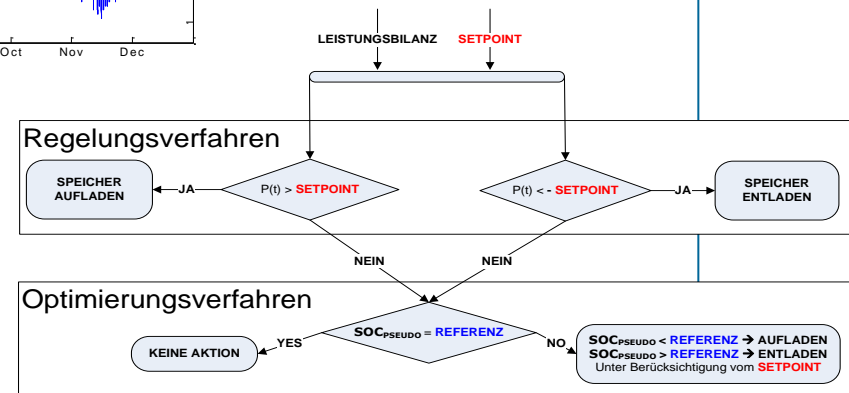 Oct Nov Dec
LEISTUNGSBILANZ SETPOINT
Regelungsverfahren
SPEICHER
AUFLADEN
JA
P(t) > SETPOINT
P(t) < - SETPOINT
JA
SPEICHER
ENTLADEN
NEIN NEIN
Optimierungsverfahren
SOCPSEUDO = REFERENZ
YES
KEINE AKTION
NO
SOCPSEUDO < REFERENZ → AUFLADEN
SOCPSEUDO > REFERENZ → ENTLADEN
Unter Berücksichtigung vom SETPOINT